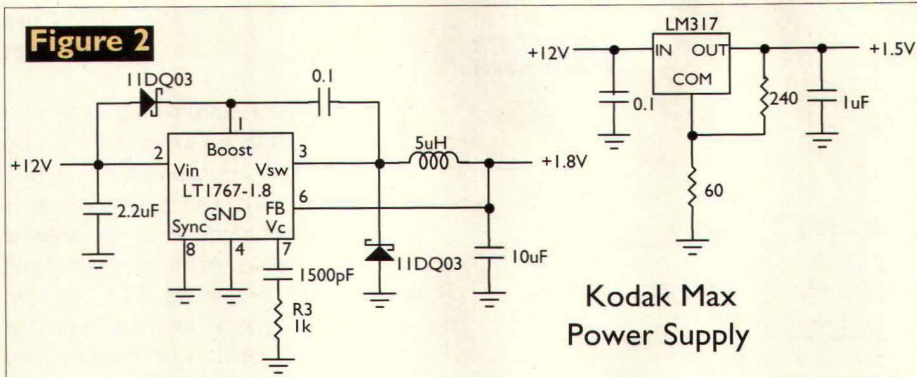 Figure 2
11DQ03
0.1
1
Boost
+12V
2
Vin
Vsw
3
5uH
+1.8V
LT1767-1.8
GND
FB
6
2.2uF
Sync
Vc
8
4
7
11DQ03
10uF
1500pF
R3
1k
LM317
+12V
IN
OUT
+1.5V
COM
0.1
240
1uF
60
Kodak Max
Power Supply